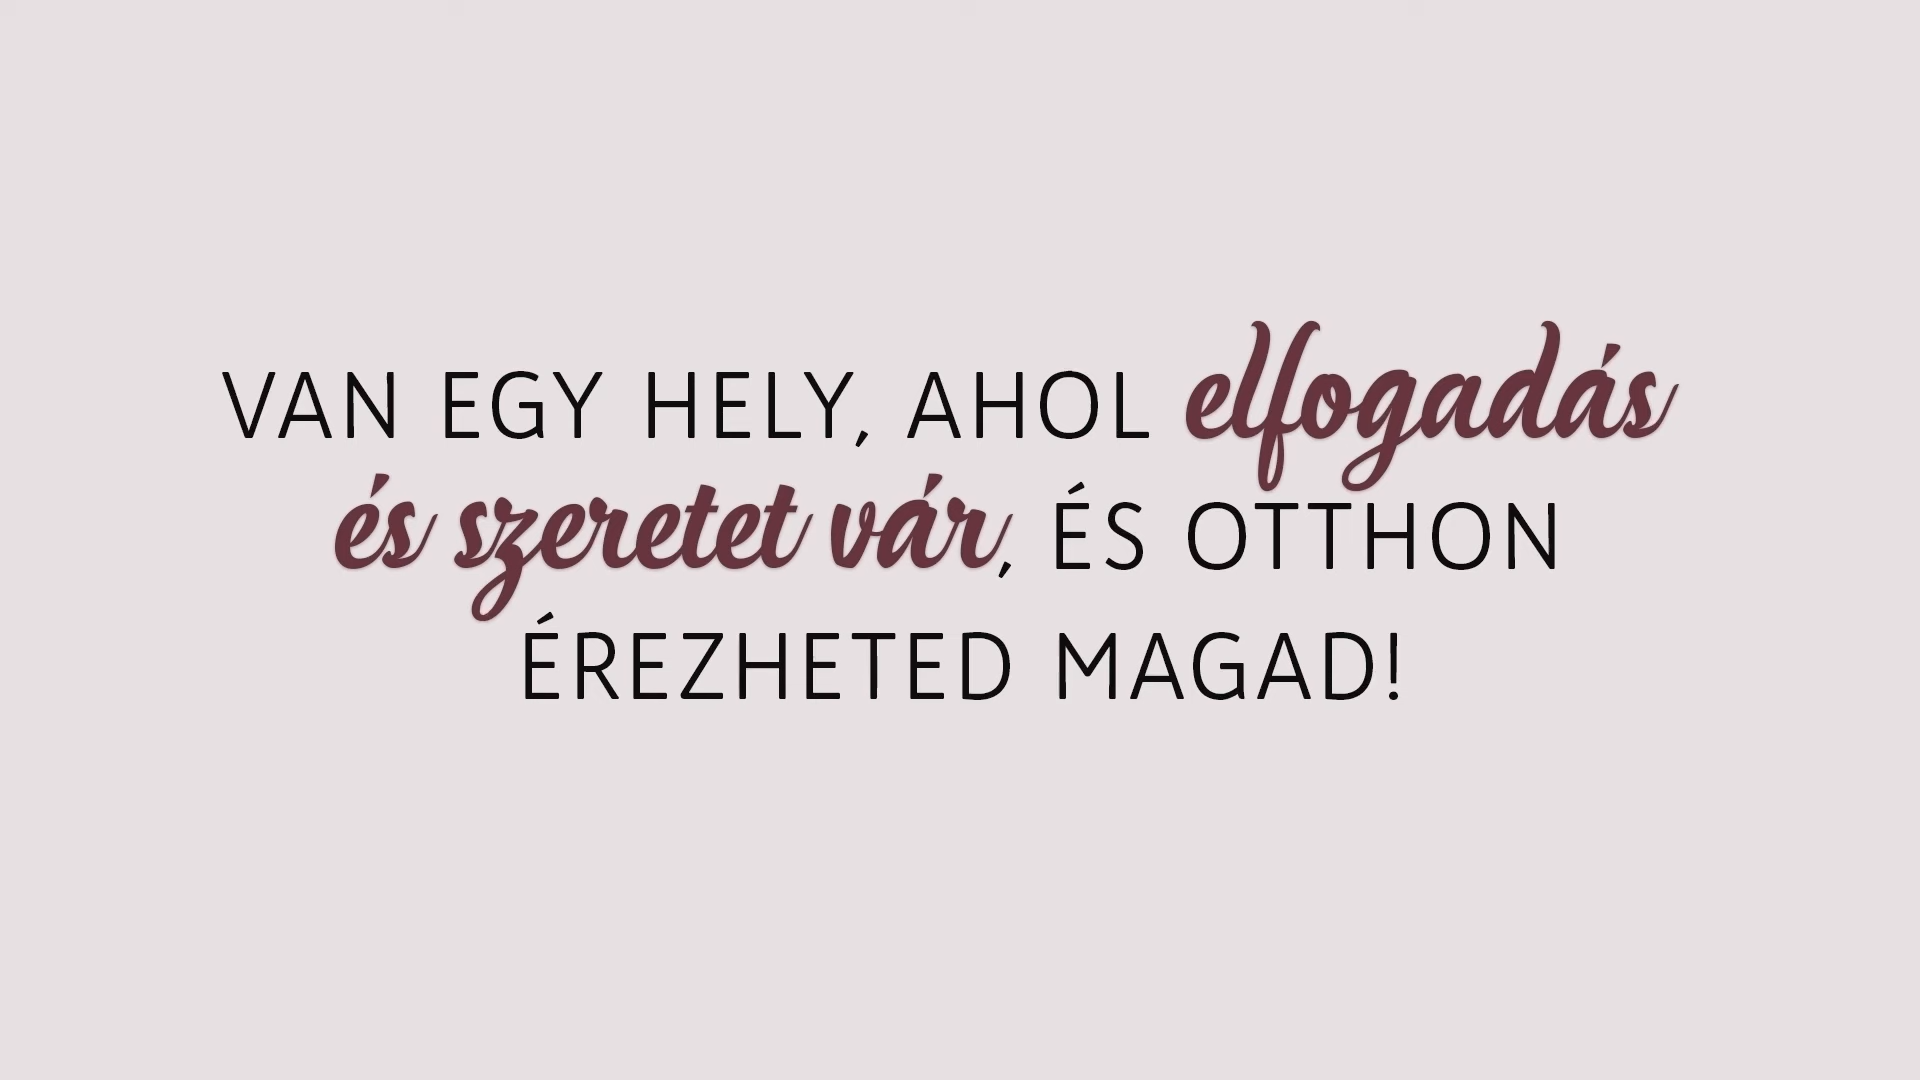 VAN EGY HELY, AHOL elfogadás
és szeretet vár, ÉS OTTHON
ÉREZHETED MAGAD!